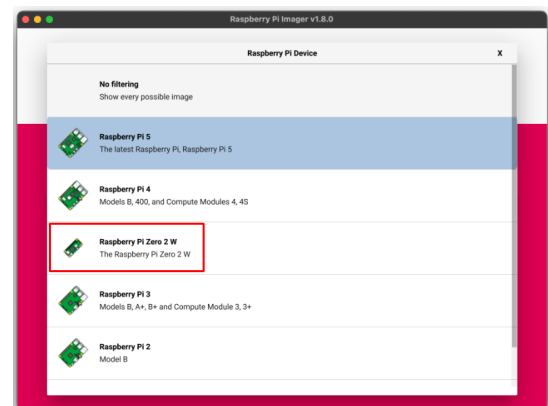 Raspberry Pi Imager v1.8.0
Raspberry Pi Device X
No filtering
Show every possible image
Raspberry Pi 5
The latest Raspberry Pi, Raspberry Pi 5
Raspberry Pi 4
Models B, 400, and Compute Modules 4, 4S
Raspberry Pi Zero 2 W
The Raspberry Pi Zero 2 W
Raspberry Pi 3
Models B, A+, B+ and Compute Module 3, 3+
Raspberry Pi 2
Model B